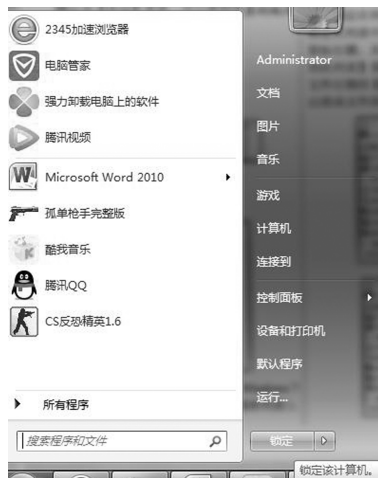 2345加速浏览器
电脑管家
强力卸载电脑上的软件
腾讯视频
Microsoft Word 2010
孤单枪手完整版
酷我音乐
腾讯QQ
CS反恐精英1.6
所有程序
搜索程序和文件
Administrator
文档
图片
音乐
游戏
计算机
连接到
控制面板
设备和打印机
默认程序
运行...
锁定
锁定该计算机。